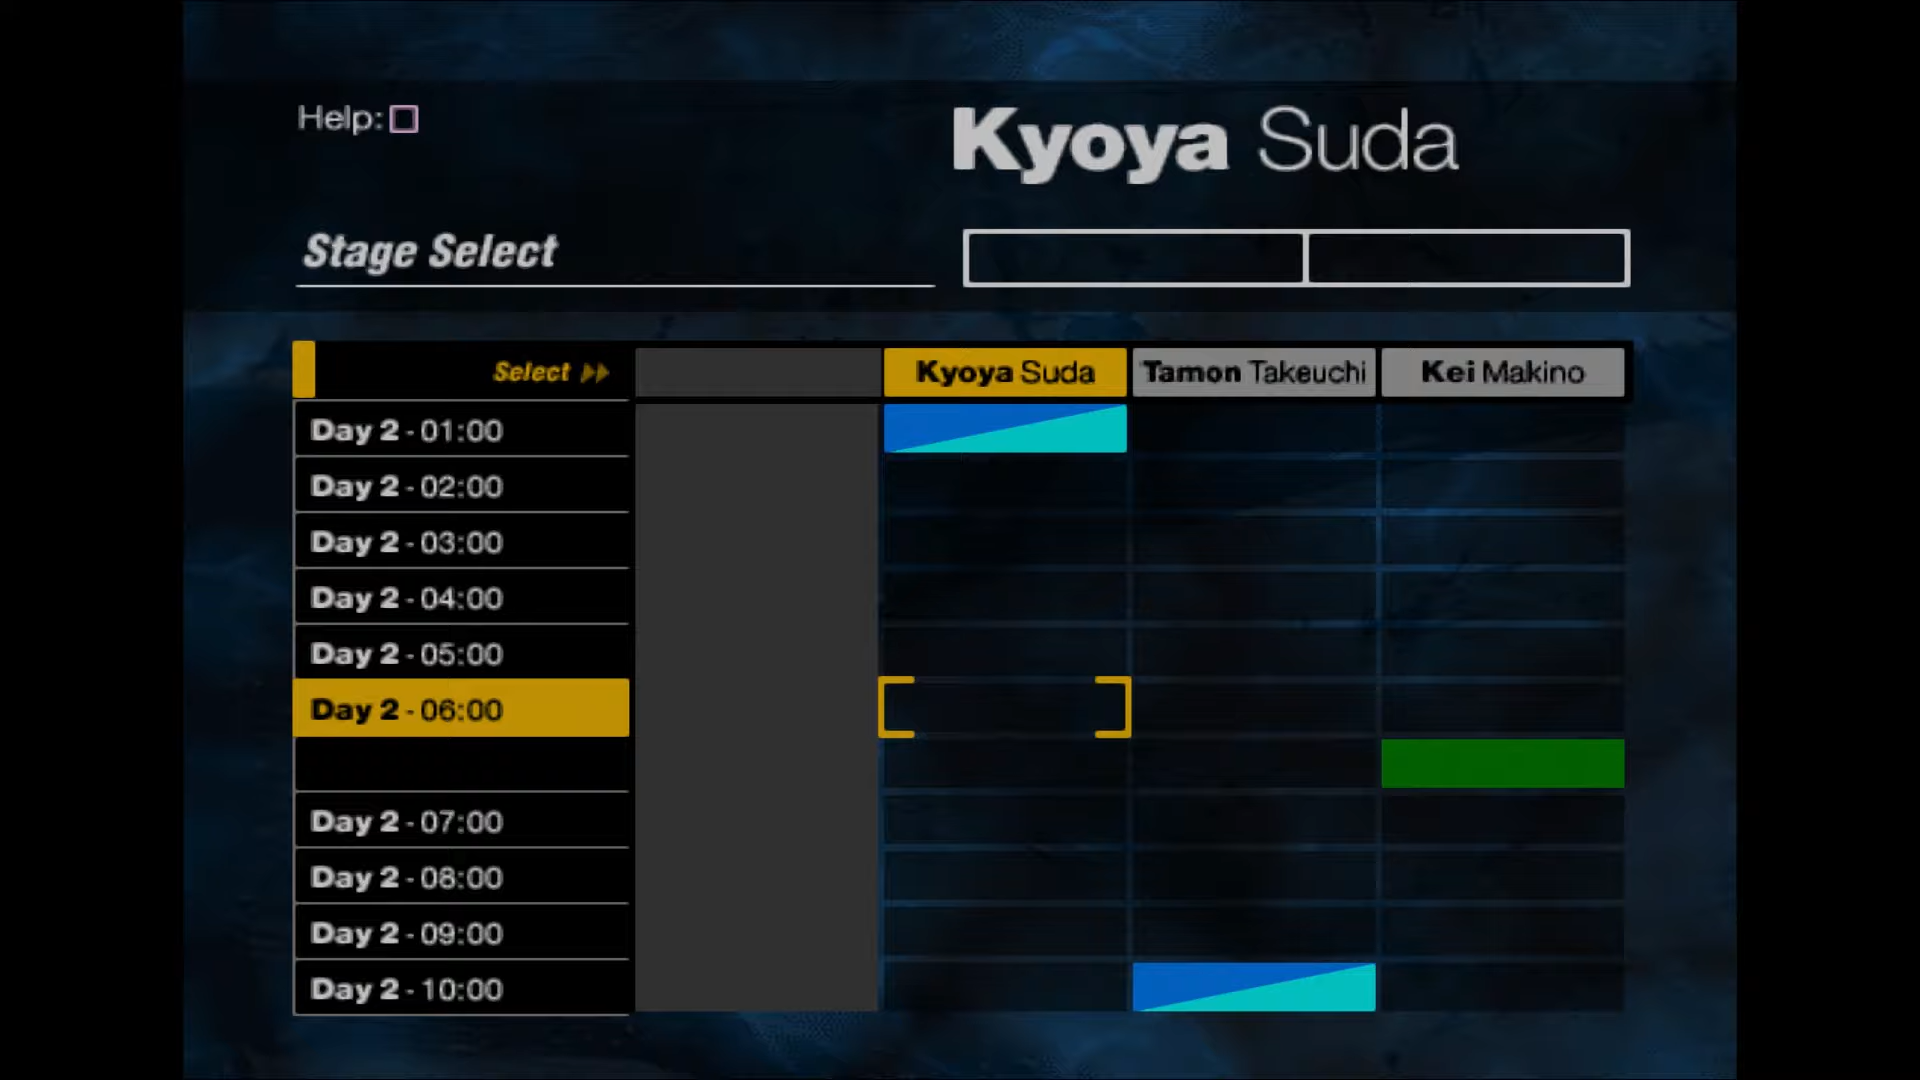 Help:
Kyoya Suda
Stage Select
Select
Kyoya Suda
Tamon Takeuchi
Kei Makino
Day 2 - 01:00
Day 2 - 02:00
Day 2 - 03:00
Day 2 - 04:00
Day 2 - 05:00
Day 2 - 06:00
Day 2 - 07:00
Day 2 - 08:00
Day 2 - 09:00
Day 2 - 10:00